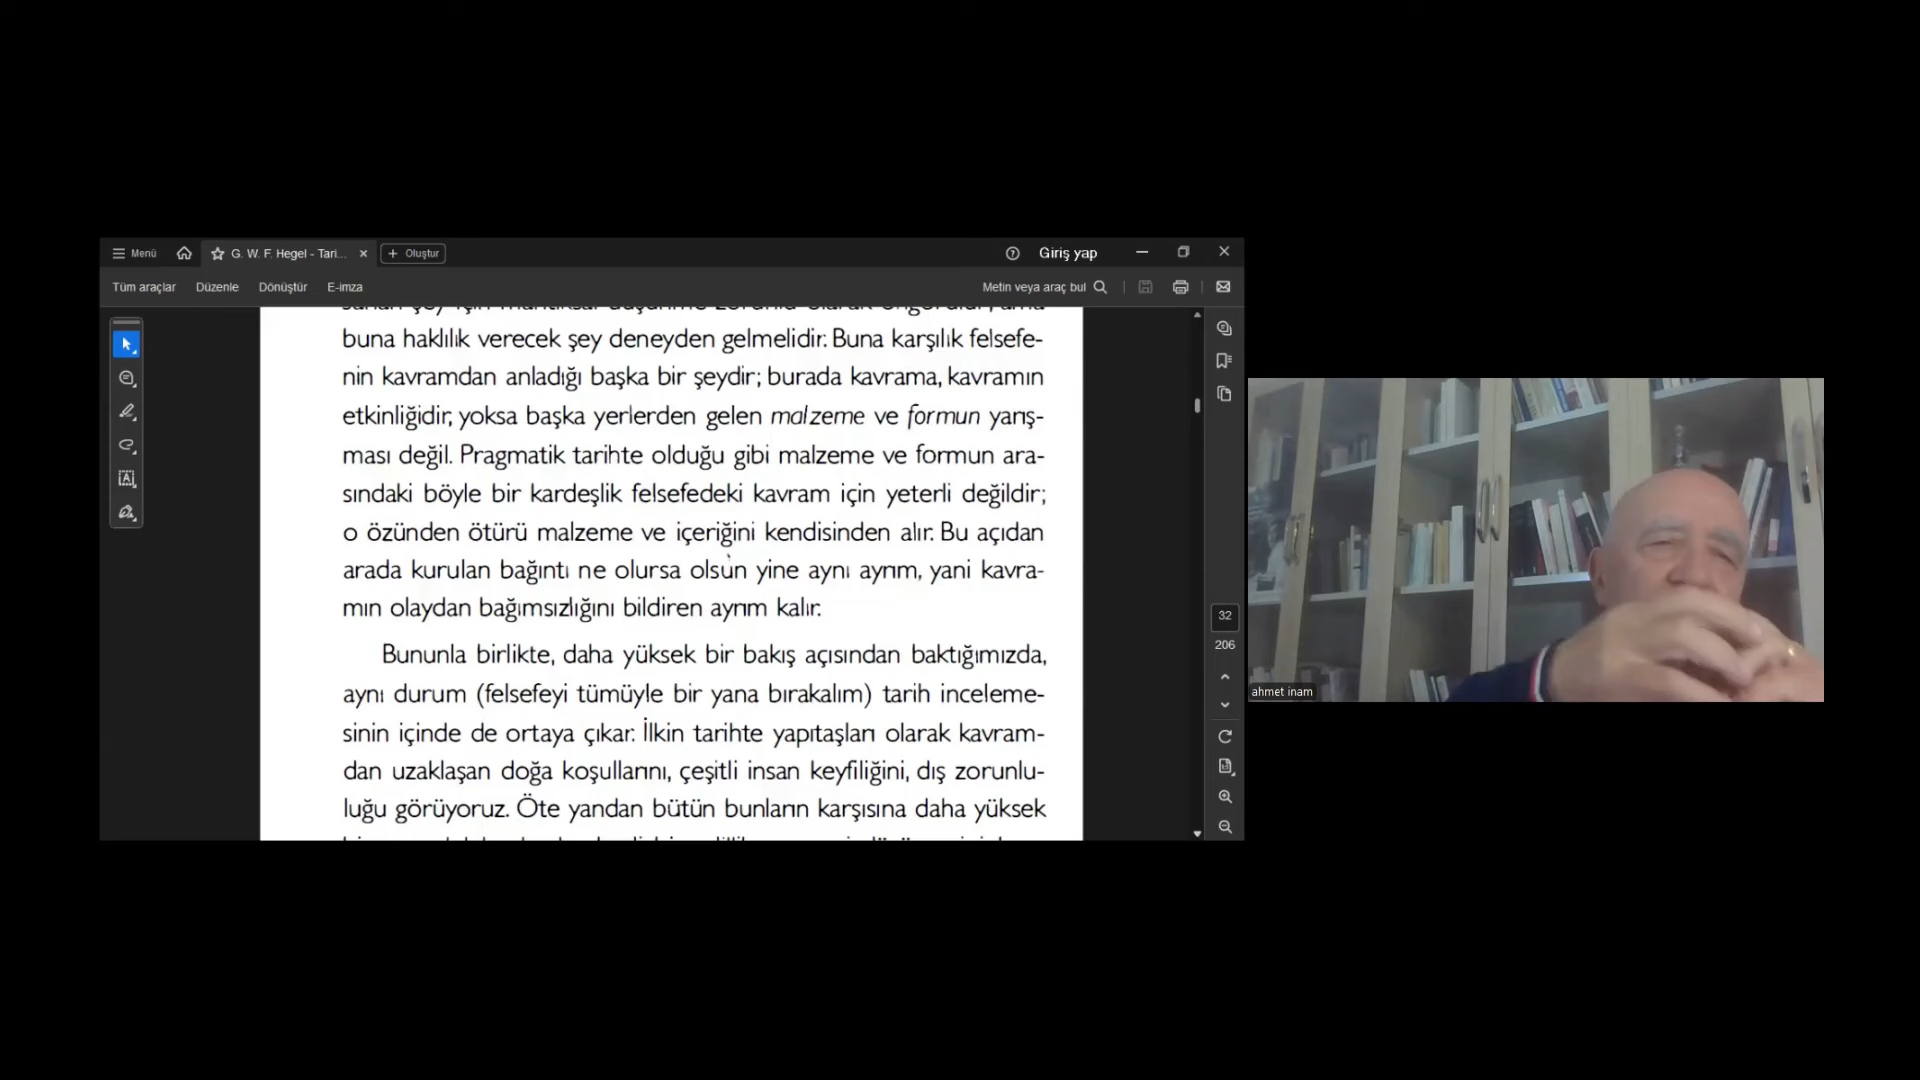 Menü
G. W. F. Hegel - Tari...
Oluştur
Giriş yap
Tüm araçlar
Düzenle
Dönüştür
E-imza
Metin veya araç bul
buna haklılık verecek şey deneyden gelmelidir. Buna karşılık felsefe-
nin kavramdan anladığı başka bir şeydir; burada kavrama, kavramın
etkinliğidir, yoksa başka yerlerden gelen malzeme ve formun yarış-
ması değil. Pragmatik tarihte olduğu gibi malzeme ve formun ara-
sındaki böyle bir kardeşlik felsefedeki kavram için yeterli değildir;
o özünden ötürü malzeme ve içeriğini kendisinden alır. Bu açıdan
arada kurulan bağıntı ne olursa olsun yine aynı ayrım, yani kavra-
mın olaydan bağımsızlığını bildiren ayrım kalır.
Bununla birlikte, daha yüksek bir bakış açısından baktığımızda,
aynı durum (felsefeyi tümüyle bir yana bırakalım) tarih inceleme-
sinin içinde de ortaya çıkar. İlkin tarihte yapıtaşları olarak kavram-
dan uzaklaşan doğa koşullarını, çeşitli insan keyfiliğini, dış zorunlu-
luğu görüyoruz. Öte yandan bütün bunların karşısına daha yüksek
32
206
ahmet inam